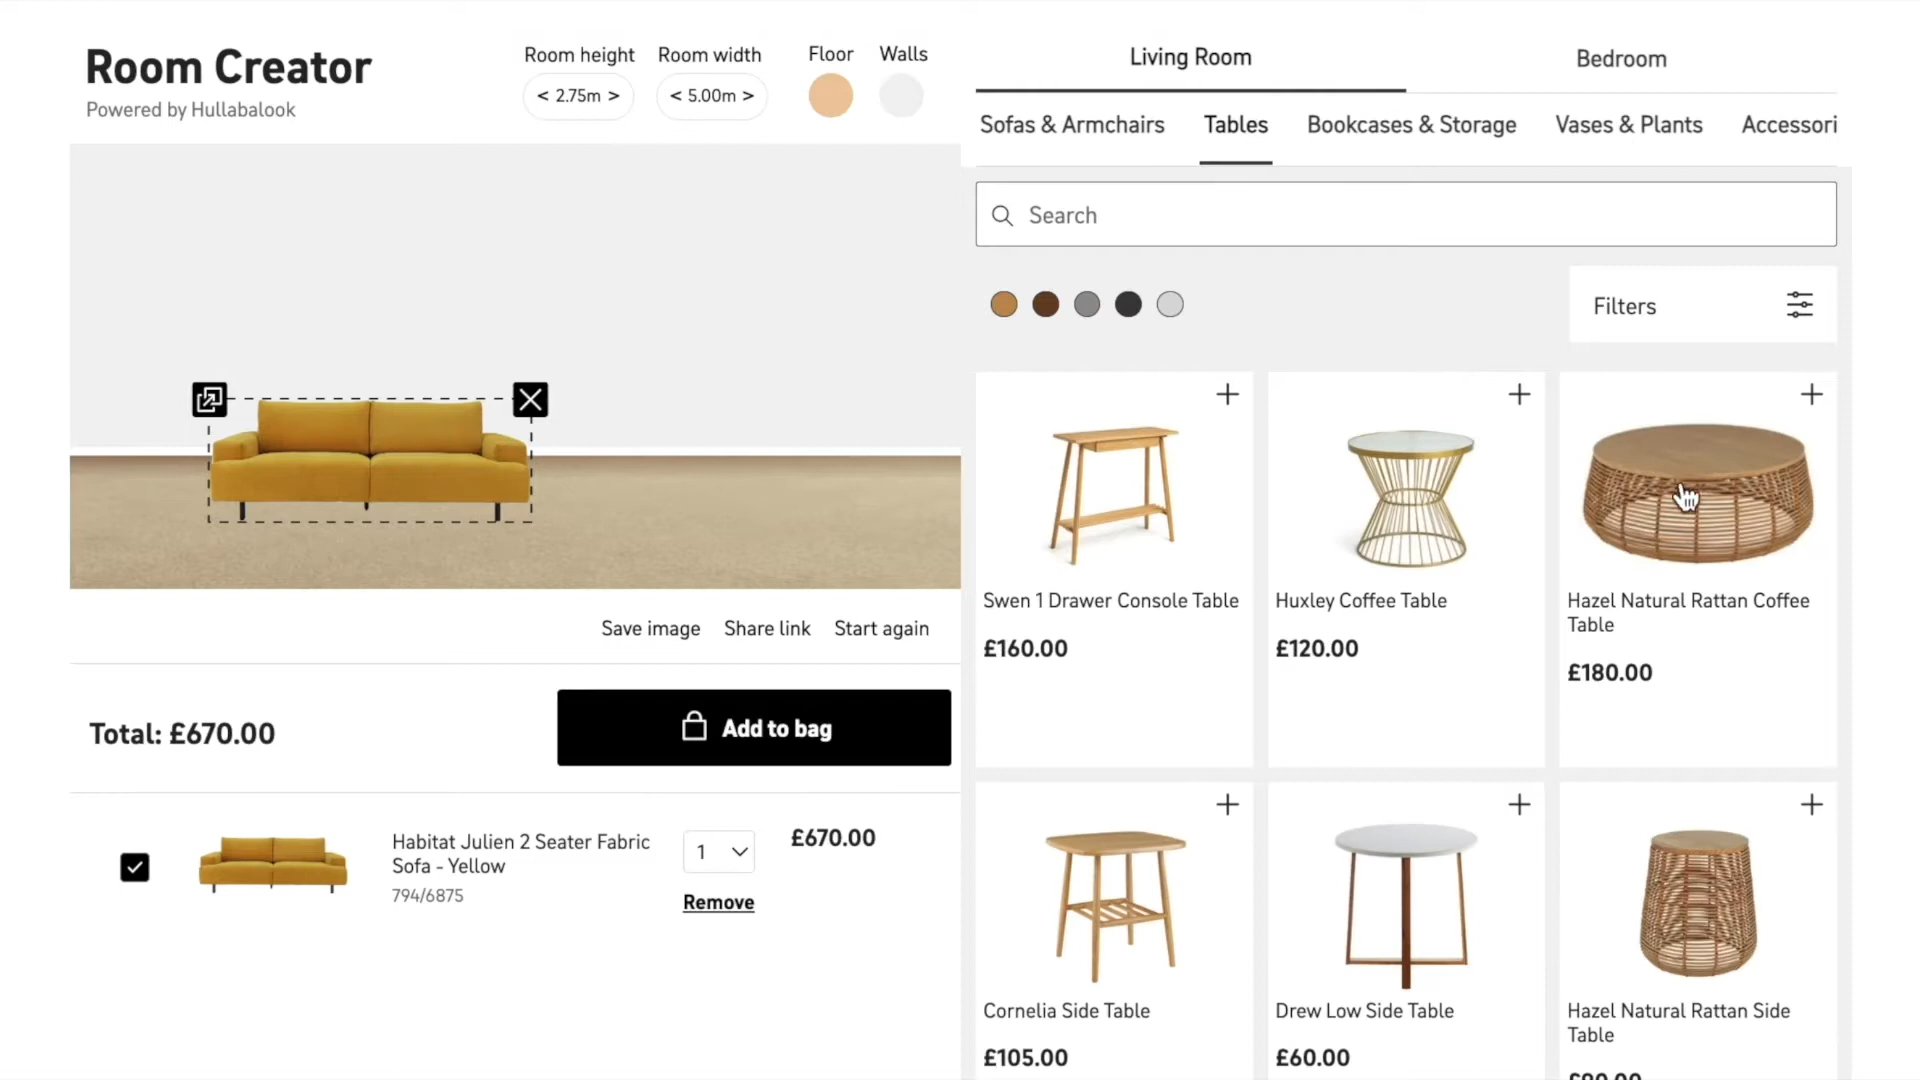 Room Creator
Powered by Hullabalook
Room height
< 2.75m >
Room width
< 5.00m >
Floor
Walls
Save image
Share link
Start again
Total: £670.00
Add to bag
Habitat Julien 2 Seater Fabric
Sofa - Yellow
794/6875
1
Remove
£670.00
Living Room
Bedroom
Sofas & Armchairs
Tables
Bookcases & Storage
Vases & Plants
Accessori
Search
Filters
Swen 1 Drawer Console Table
£160.00
Huxley Coffee Table
£120.00
Hazel Natural Rattan Coffee
Table
£180.00
Cornelia Side Table
£105.00
Drew Low Side Table
£60.00
Hazel Natural Rattan Side
Table